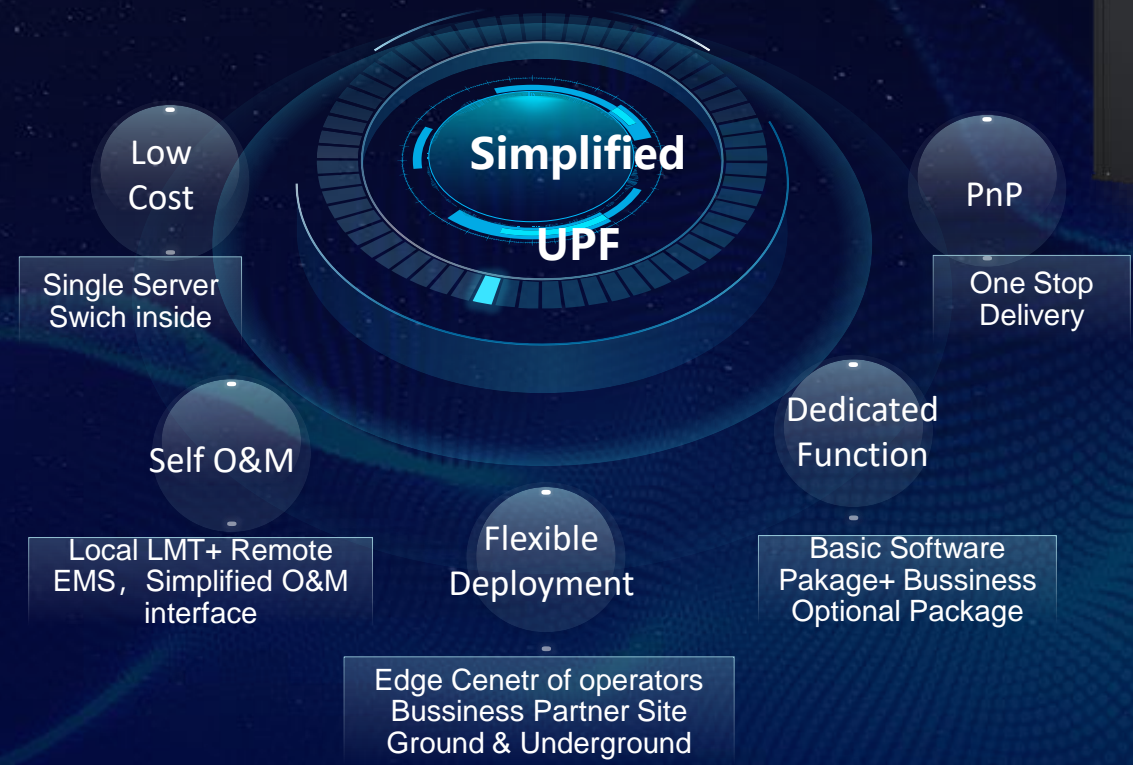 Simplified
UPF
Low
Cost
Single Server
Swich inside
Self O&M
Local LMT+ Remote
EMS，Simplified O&M
interface
Flexible
Deployment
Edge Cenetr of operators
Bussiness Partner Site
Ground & Underground
Dedicated
Function
Basic Software
Pakage+ Bussiness
Optional Package
PnP
One Stop
Delivery